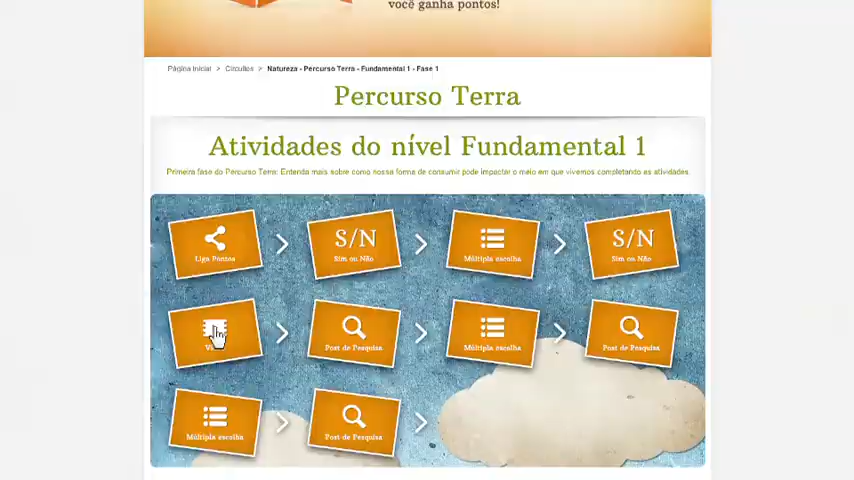 você ganha pontos!
Página Inicial > Circuitos > Natureza - Percurso Terra - Fundamental 1 - Fase 1
Percurso Terra
Atividades do nível Fundamental 1
Primeira fase do Percurso Terra: Entenda mais sobre como nossa forma de consumir pode impactar o meio em que vivemos completando as atividades.
S/N S/N
Liga Pontos Sim ou Não Múltipla escolha Sim ou Não
Post de Pesquisa Múltipla escolha Post de Pesquisa
Múltipla escolha Post de Pesquisa